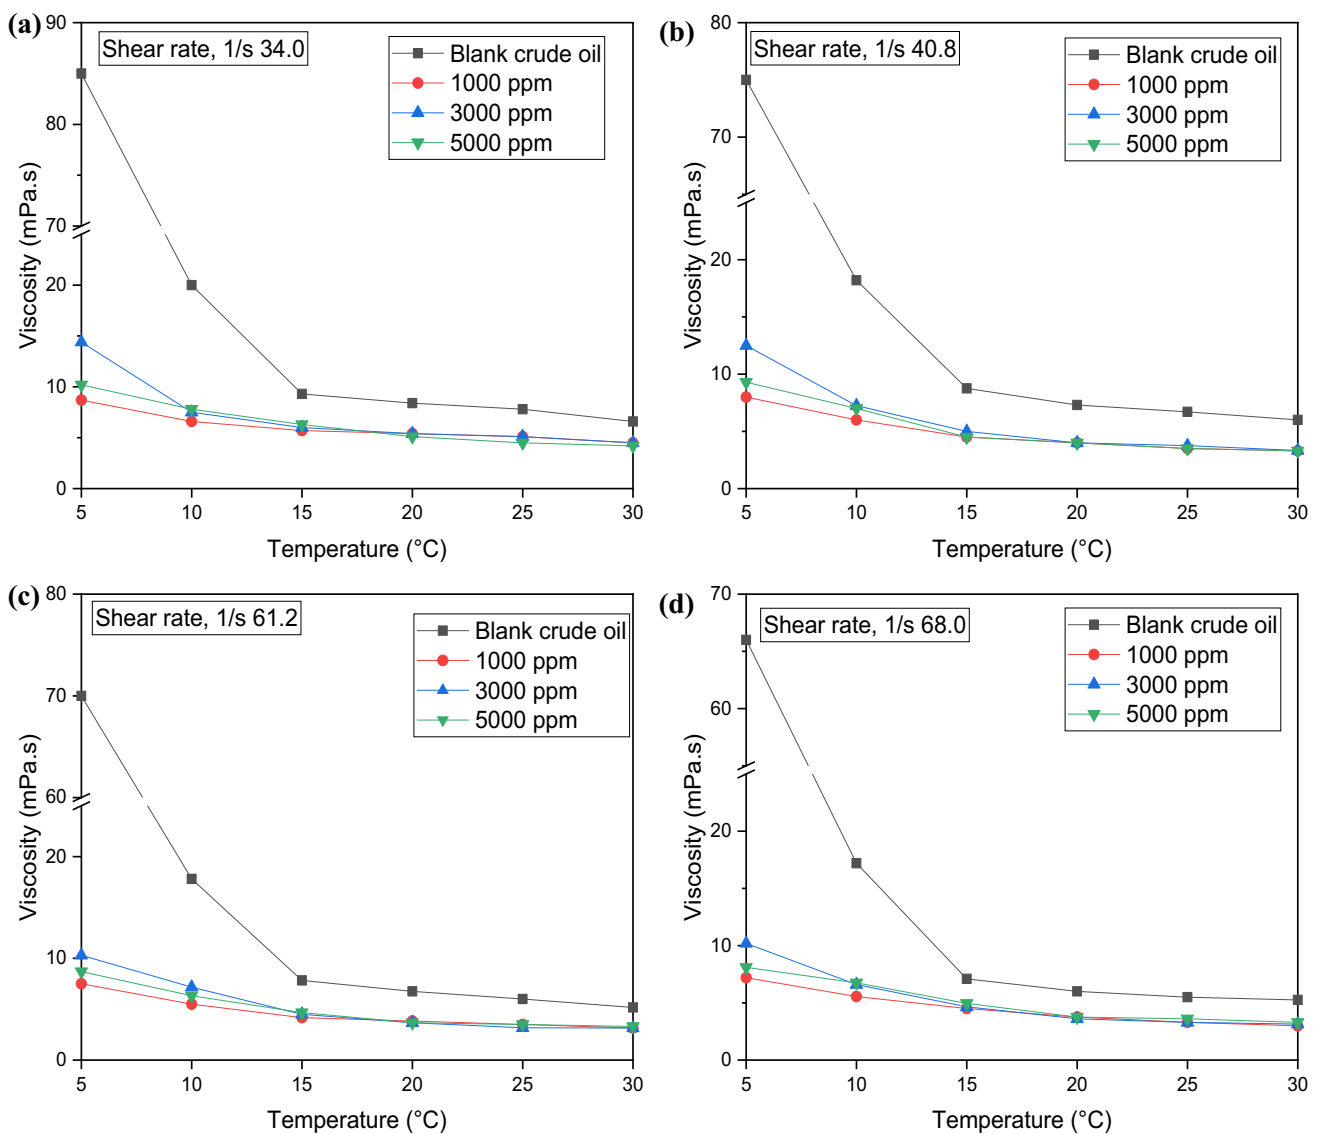 (a)
Shear rate, 1/s 34.0
Blank crude oil
1000 ppm
3000 ppm
5000 ppm
Viscosity (mPa.s)
90
80
70
20
10
0
5 10 15 20 25 30
Temperature (°C)
(b)
Shear rate, 1/s 40.8
Blank crude oil
1000 ppm
3000 ppm
5000 ppm
Viscosity (mPa.s)
80
70
20
10
0
5 10 15 20 25 30
Temperature (°C)
(c)
Shear rate, 1/s 61.2
Blank crude oil
1000 ppm
3000 ppm
5000 ppm
Viscosity (mPa.s)
80
70
60
20
10
0
5 10 15 20 25 30
Temperature (°C)
(d)
Shear rate, 1/s 68.0
Blank crude oil
1000 ppm
3000 ppm
5000 ppm
Viscosity (mPa.s)
70
60
20
10
0
5 10 15 20 25 30
Temperature (°C)